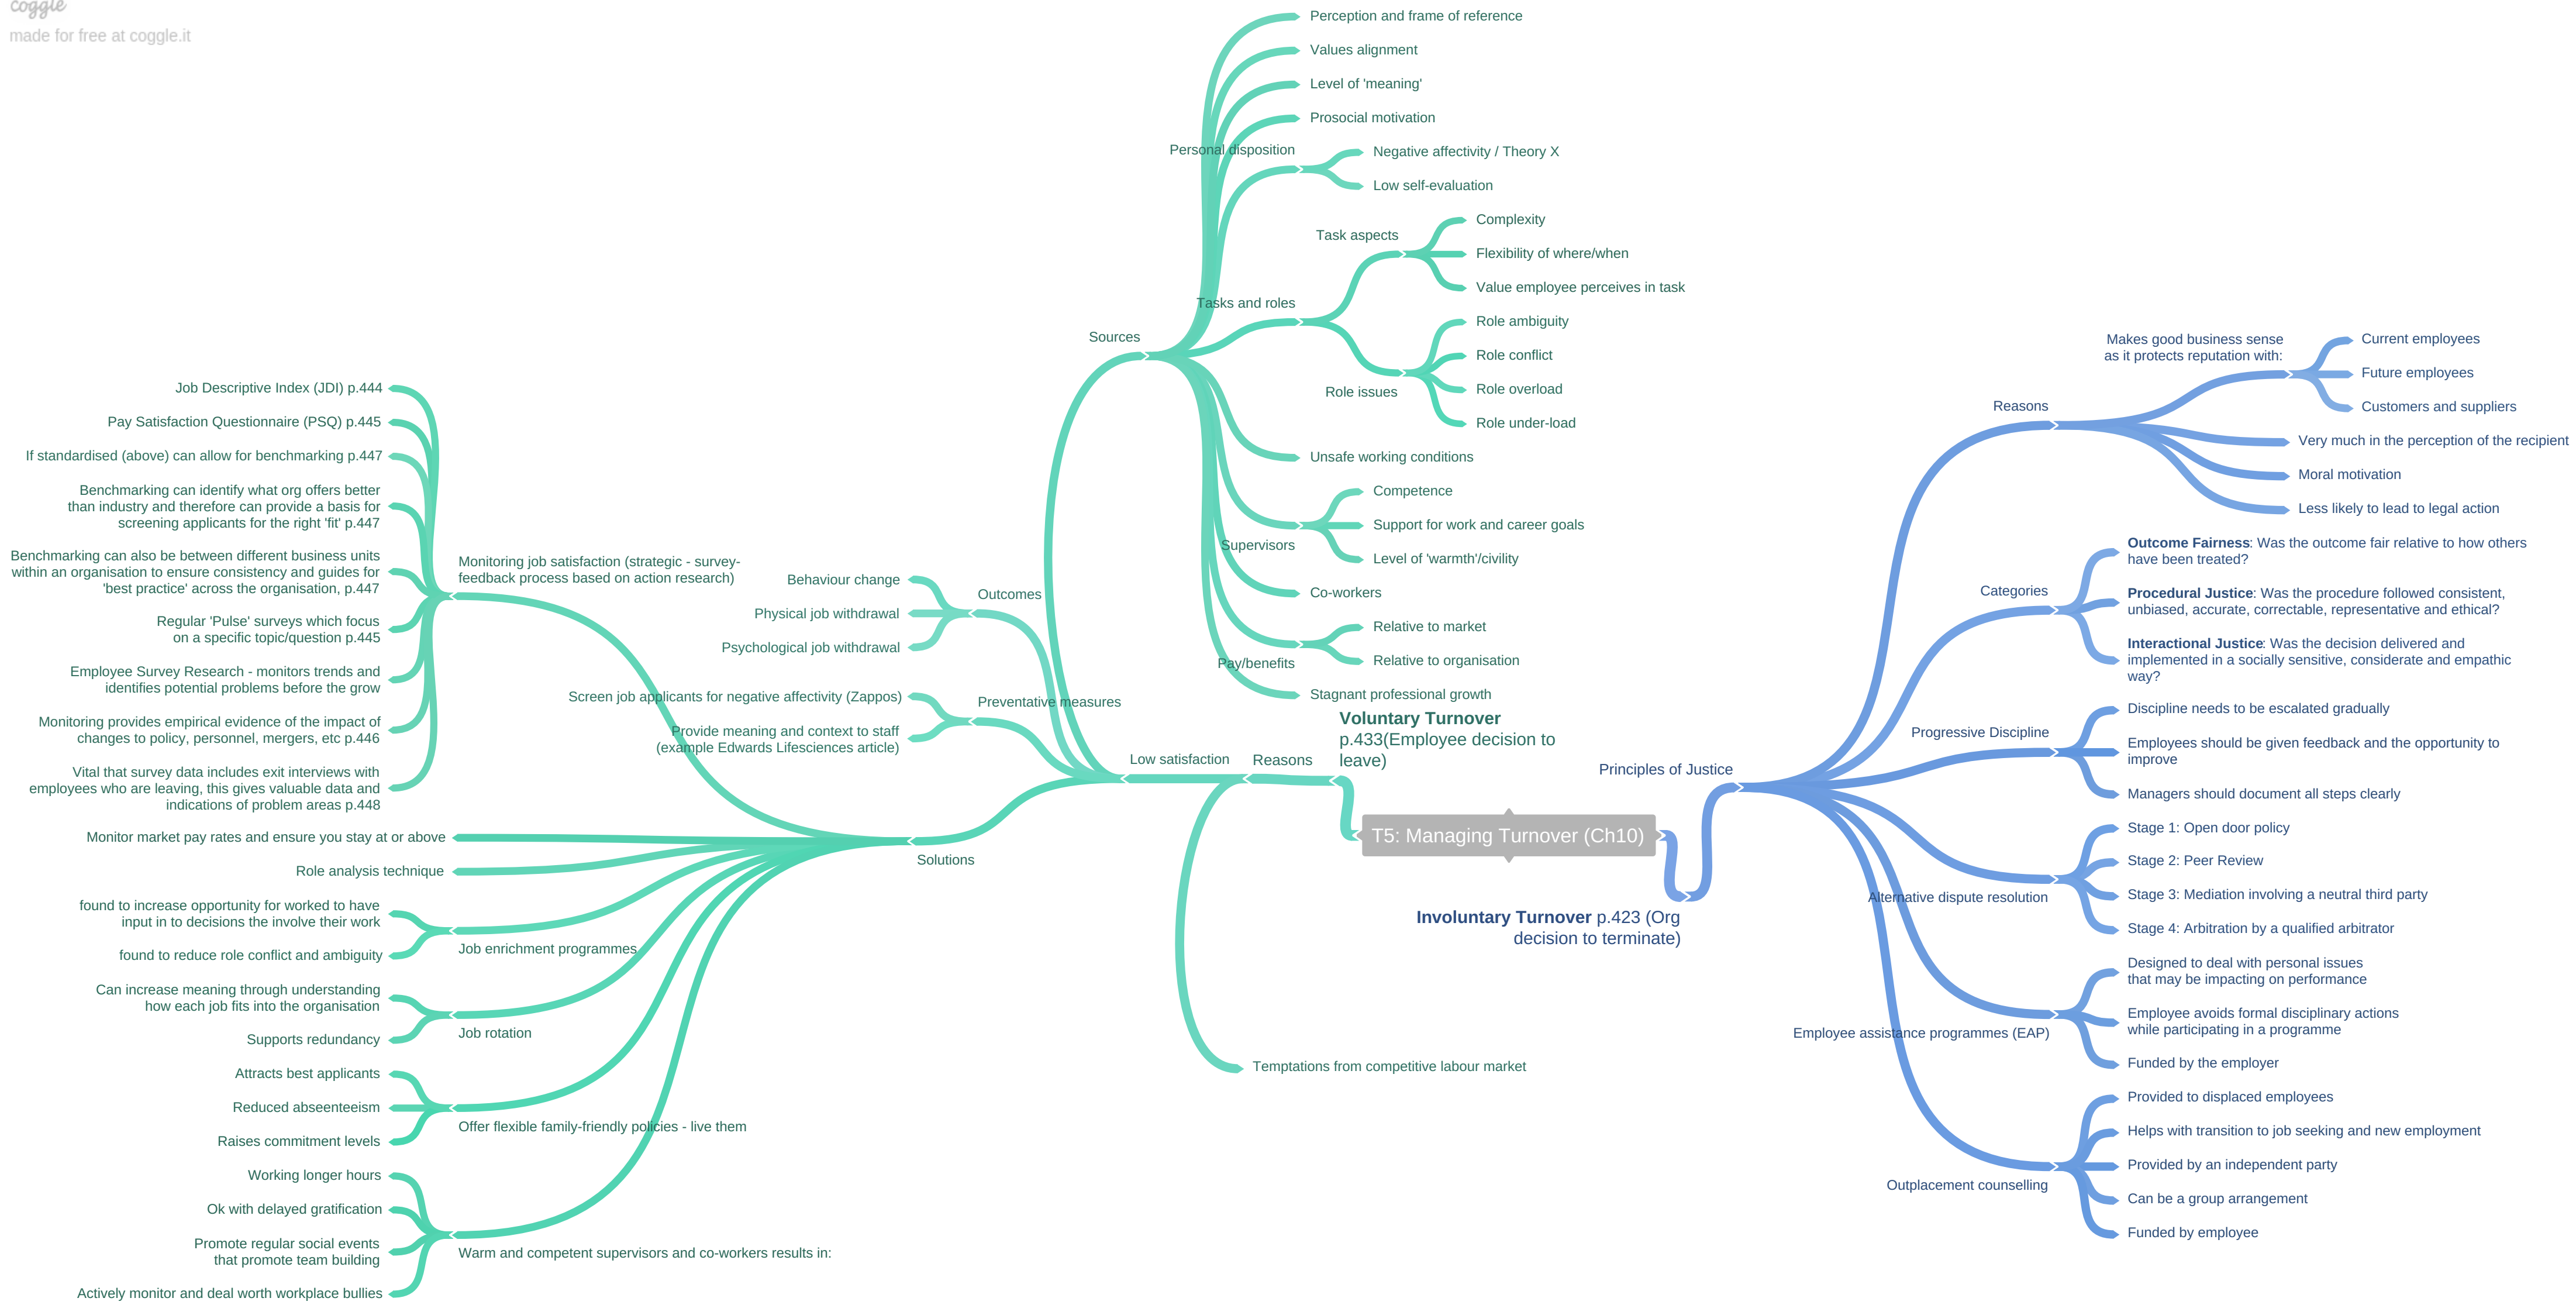 coggle
made for free at coggle.it
T5: Managing Turnover (Ch10)
Voluntary Turnover
p.433(Employee decision to
leave)
Reasons
Low satisfaction
Sources
Perception and frame of reference
Values alignment
Level of 'meaning'
Prosocial motivation
Personal disposition
Negative affectivity / Theory X
Low self-evaluation
Tasks and roles
Task aspects
Complexity
Flexibility of where/when
Value employee perceives in task
Role issues
Role ambiguity
Role conflict
Role overload
Role under-load
Unsafe working conditions
Supervisors
Competence
Support for work and career goals
Level of 'warmth'/civility
Co-workers
Pay/benefits
Relative to market
Relative to organisation
Stagnant professional growth
Outcomes
Behaviour change
Physical job withdrawal
Psychological job withdrawal
Preventative measures
Screen job applicants for negative affectivity (Zappos)
Provide meaning and context to staff
(example Edwards Lifesciences article)
Solutions
Monitoring job satisfaction (strategic - survey-
feedback process based on action research)
Job Descriptive Index (JDI) p.444
Pay Satisfaction Questionnaire (PSQ) p.445
If standardised (above) can allow for benchmarking p.447
Benchmarking can identify what org offers better
than industry and therefore can provide a basis for
screening applicants for the right 'fit' p.447
Benchmarking can also be between different business units
within an organisation to ensure consistency and guides for
'best practice' across the organisation, p.447
Regular 'Pulse' surveys which focus
on a specific topic/question p.445
Employee Survey Research - monitors trends and
identifies potential problems before the grow
Monitoring provides empirical evidence of the impact of
changes to policy, personnel, mergers, etc p.446
Vital that survey data includes exit interviews with
employees who are leaving, this gives valuable data and
indications of problem areas p.448
Monitor market pay rates and ensure you stay at or above
Role analysis technique
Job enrichment programmes
found to increase opportunity for worked to have
input in to decisions the involve their work
found to reduce role conflict and ambiguity
Job rotation
Can increase meaning through understanding
how each job fits into the organisation
Supports redundancy
Offer flexible family-friendly policies - live them
Attracts best applicants
Reduced abseenteeism
Raises commitment levels
Warm and competent supervisors and co-workers results in:
Working longer hours
Ok with delayed gratification
Promote regular social events
that promote team building
Actively monitor and deal worth workplace bullies
Temptations from competitive labour market
Involuntary Turnover p.423 (Org
decision to terminate)
Principles of Justice
Reasons
Makes good business sense
as it protects reputation with:
Current employees
Future employees
Customers and suppliers
Very much in the perception of the recipient
Moral motivation
Less likely to lead to legal action
Categories
Outcome Fairness: Was the outcome fair relative to how others
have been treated?
Procedural Justice: Was the procedure followed consistent,
unbiased, accurate, correctable, representative and ethical?
Interactional Justice: Was the decision delivered and
implemented in a socially sensitive, considerate and empathic
way?
Progressive Discipline
Discipline needs to be escalated gradually
Employees should be given feedback and the opportunity to
improve
Managers should document all steps clearly
Alternative dispute resolution
Stage 1: Open door policy
Stage 2: Peer Review
Stage 3: Mediation involving a neutral third party
Stage 4: Arbitration by a qualified arbitrator
Employee assistance programmes (EAP)
Designed to deal with personal issues
that may be impacting on performance
Employee avoids formal disciplinary actions
while participating in a programme
Funded by the employer
Outplacement counselling
Provided to displaced employees
Helps with transition to job seeking and new employment
Provided by an independent party
Can be a group arrangement
Funded by employee